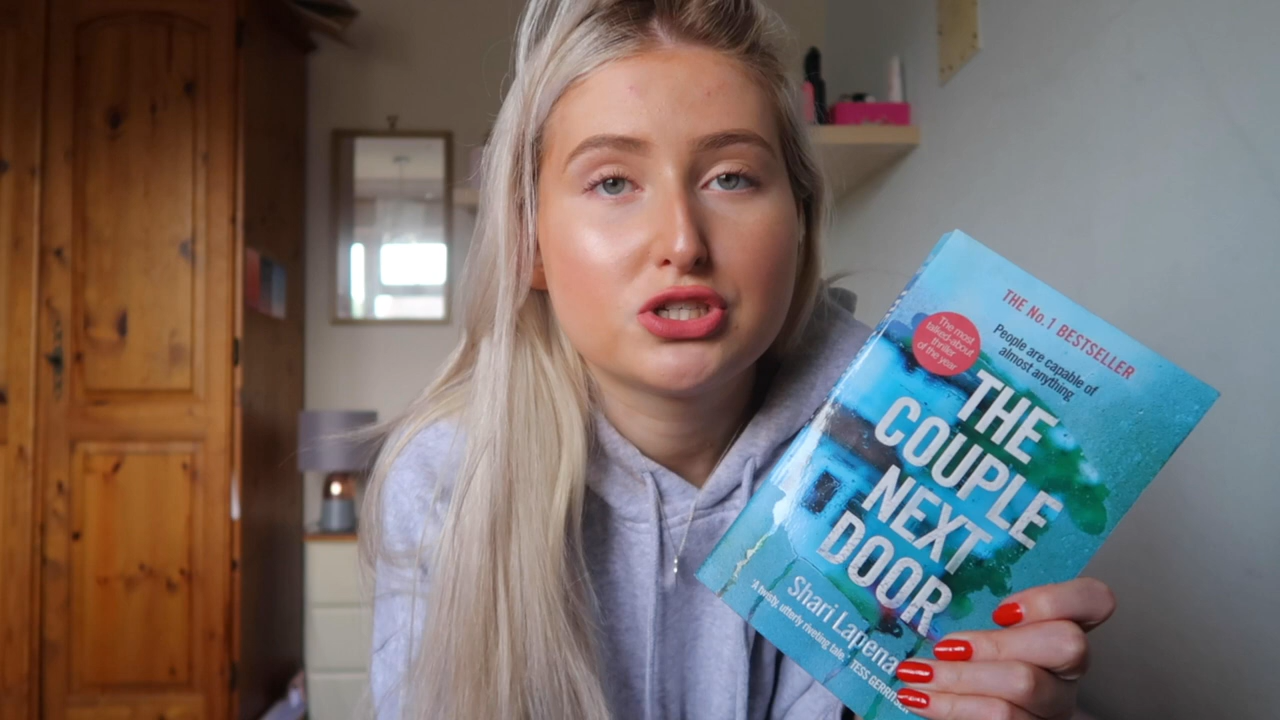 THE No.1 BESTSELLER
People are capable of
almost anything
The most
talked-about
thriller
of the year
THE
COUPLE
NEXT
DOOR
Shari Lapena
'A twisty, utterly riveting tale' TESS GERRITSEN